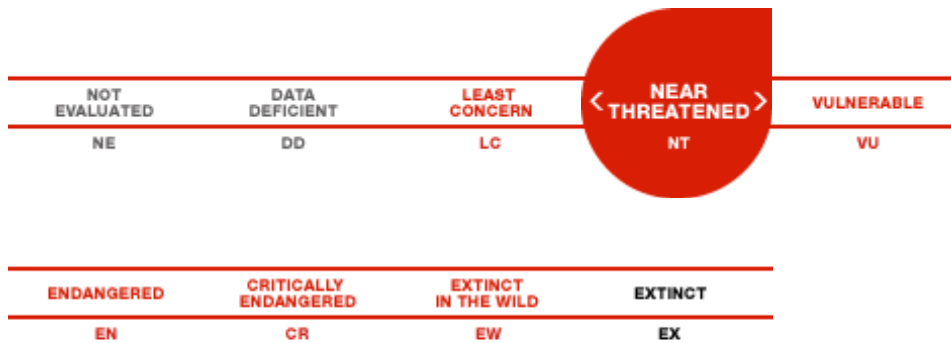 NOT
EVALUATED
NE
DATA
DEFICIENT
DD
LEAST
CONCERN
LC
< NEAR
THREATENED >
NT
VULNERABLE
VU
ENDANGERED
EN
CRITICALLY
ENDANGERED
CR
EXTINCT
IN THE WILD
EW
EXTINCT
EX